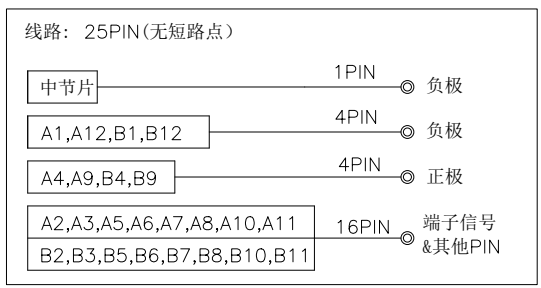 线路: 25PIN(无短路点)
中节片 1PIN 负极
A1,A12,B1,B12 4PIN 负极
A4,A9,B4,B9 4PIN 正极
A2,A3,A5,A6,A7,A8,A10,A11 16PIN 端子信号
B2,B3,B5,B6,B7,B8,B10,B11 &其他PIN